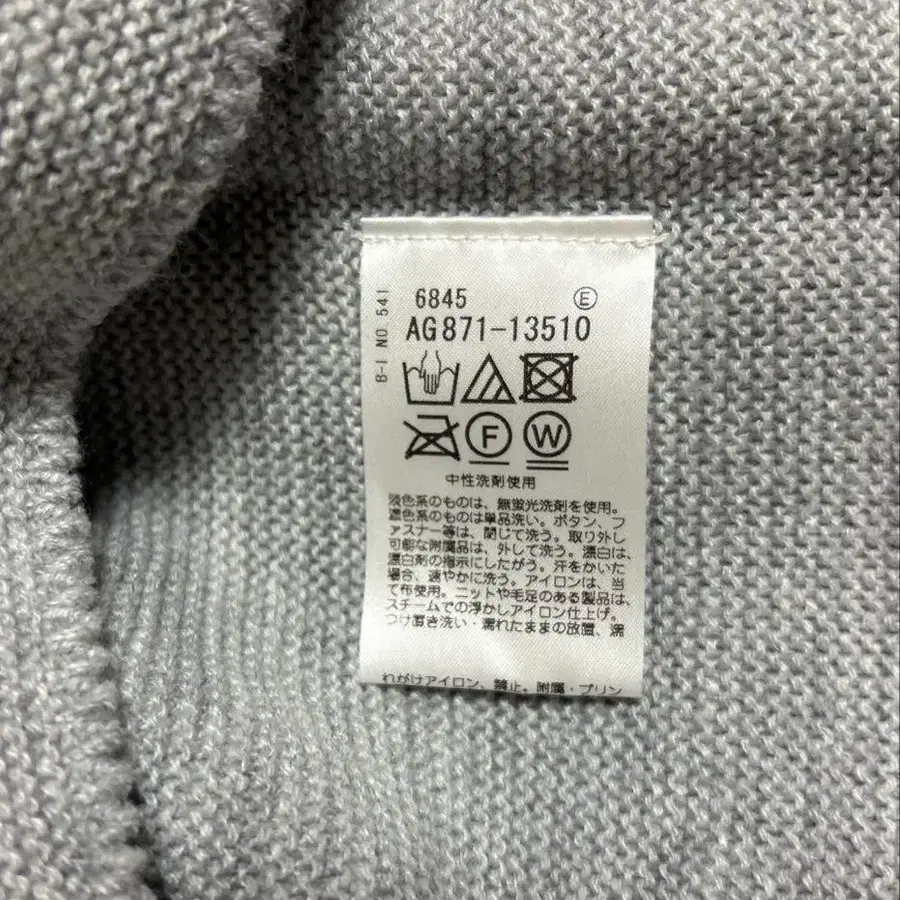 B-I NO 541
6845 Ⓔ
AG871-13510
F W
中性洗剤使用
淡色系のものは、無蛍光洗剤を使用。
濃色系のものは単品洗い。ボタン、フ
ァスナー等は、閉じて洗う。取り外し
可能な附属品は、外して洗う。漂白は、
漂白剤の指示にしたがう。汗をかいた
場合、速やかに洗う。アイロンは、当
て布使用。ニットや毛足のある製品は、
スチームでの浮かしアイロン仕上げ。
つけ置き洗い・濡れたままの放置、濡
れがけアイロン、禁止。附属・プリン